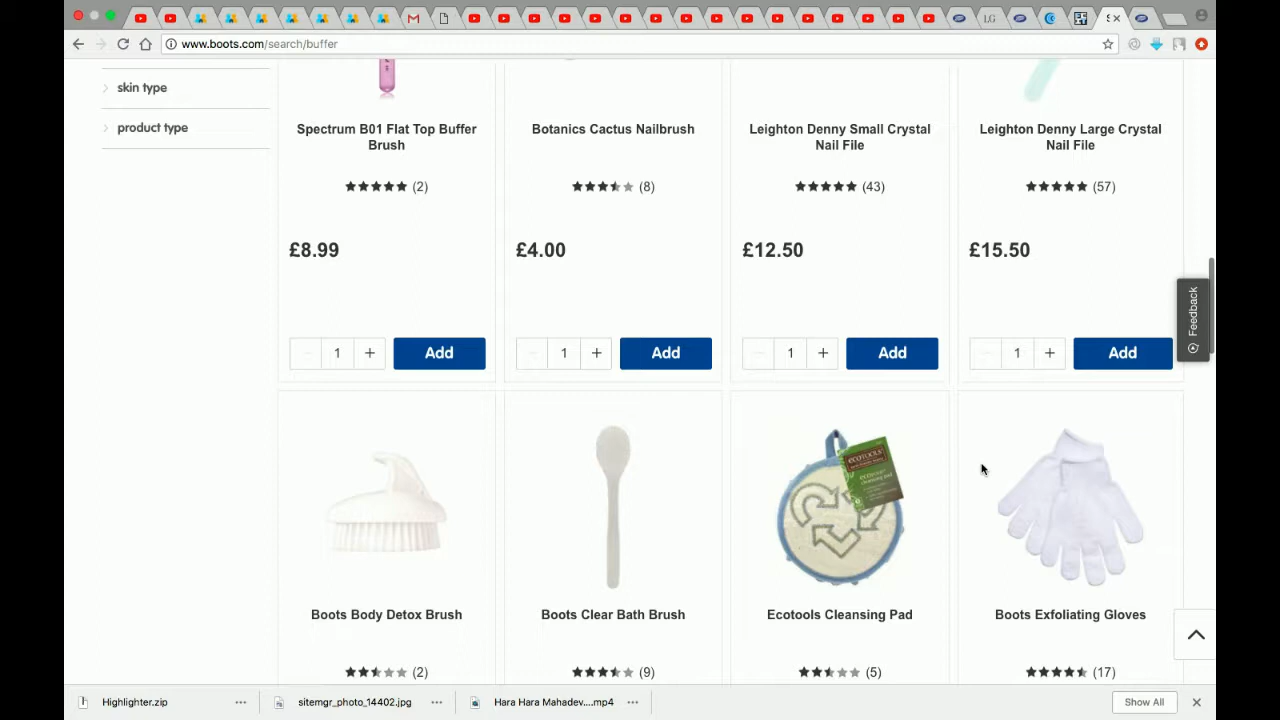 LG
S
www.boots.com/search/buffer
skin type
product type
Spectrum B01 Flat Top Buffer
Brush
(2)
£8.99
1
Add
Botanics Cactus Nailbrush
(8)
£4.00
1
Add
Leighton Denny Small Crystal
Nail File
(43)
£12.50
1
Add
Leighton Denny Large Crystal
Nail File
(57)
£15.50
1
Add
Feedback
Boots Body Detox Brush
(2)
Boots Clear Bath Brush
(9)
ecotools
Ecotools Cleansing Pad
(5)
Boots Exfoliating Gloves
(17)
Highlighter.zip
sitemgr_photo_14402.jpg
Hara Hara Mahadev....mp4
Show All